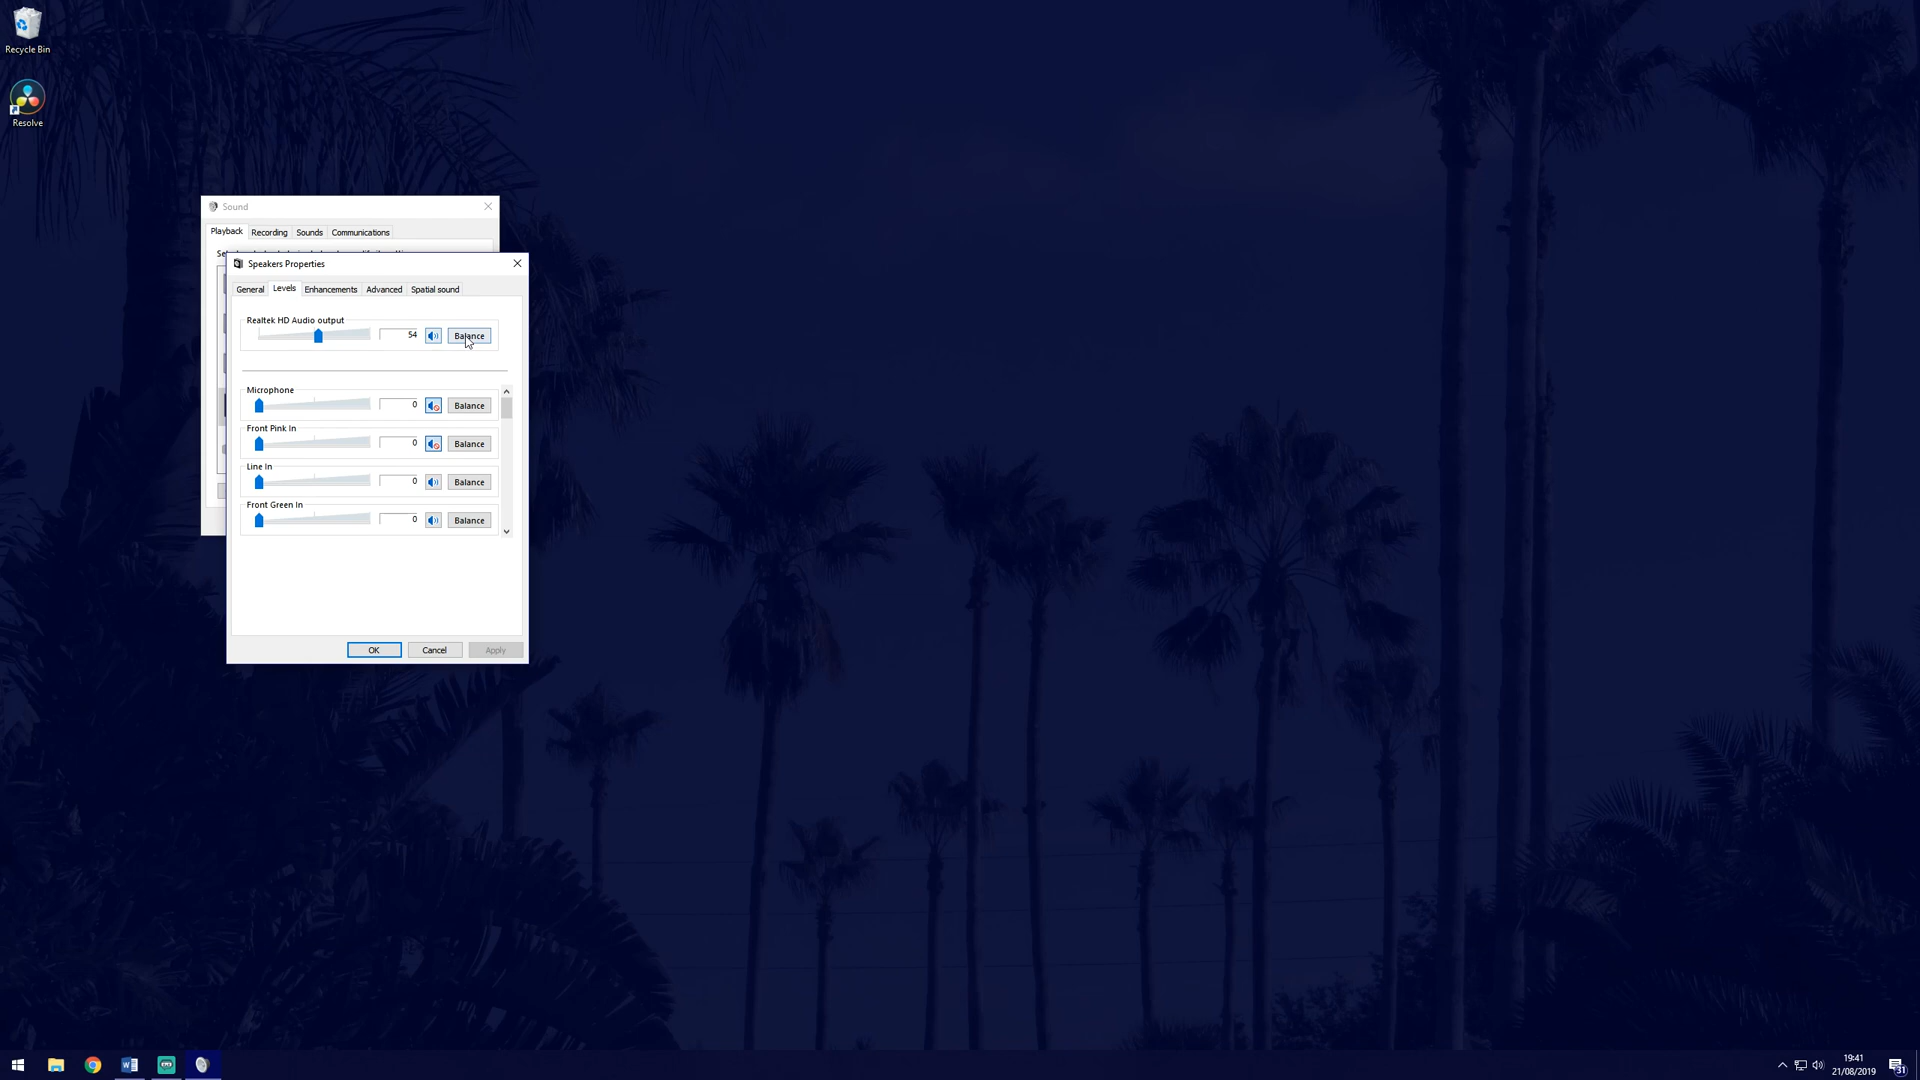 Recycle Bin
Resolve
Sound
Playback
Recording
Sounds
Communications
Speakers Properties
General
Levels
Enhancements
Advanced
Spatial sound
Realtek HD Audio output
54
Balance
Microphone
0
Balance
Front Pink In
0
Balance
Line In
0
Balance
Front Green In
0
Balance
OK
Cancel
Apply
19:41
21/08/2019
31